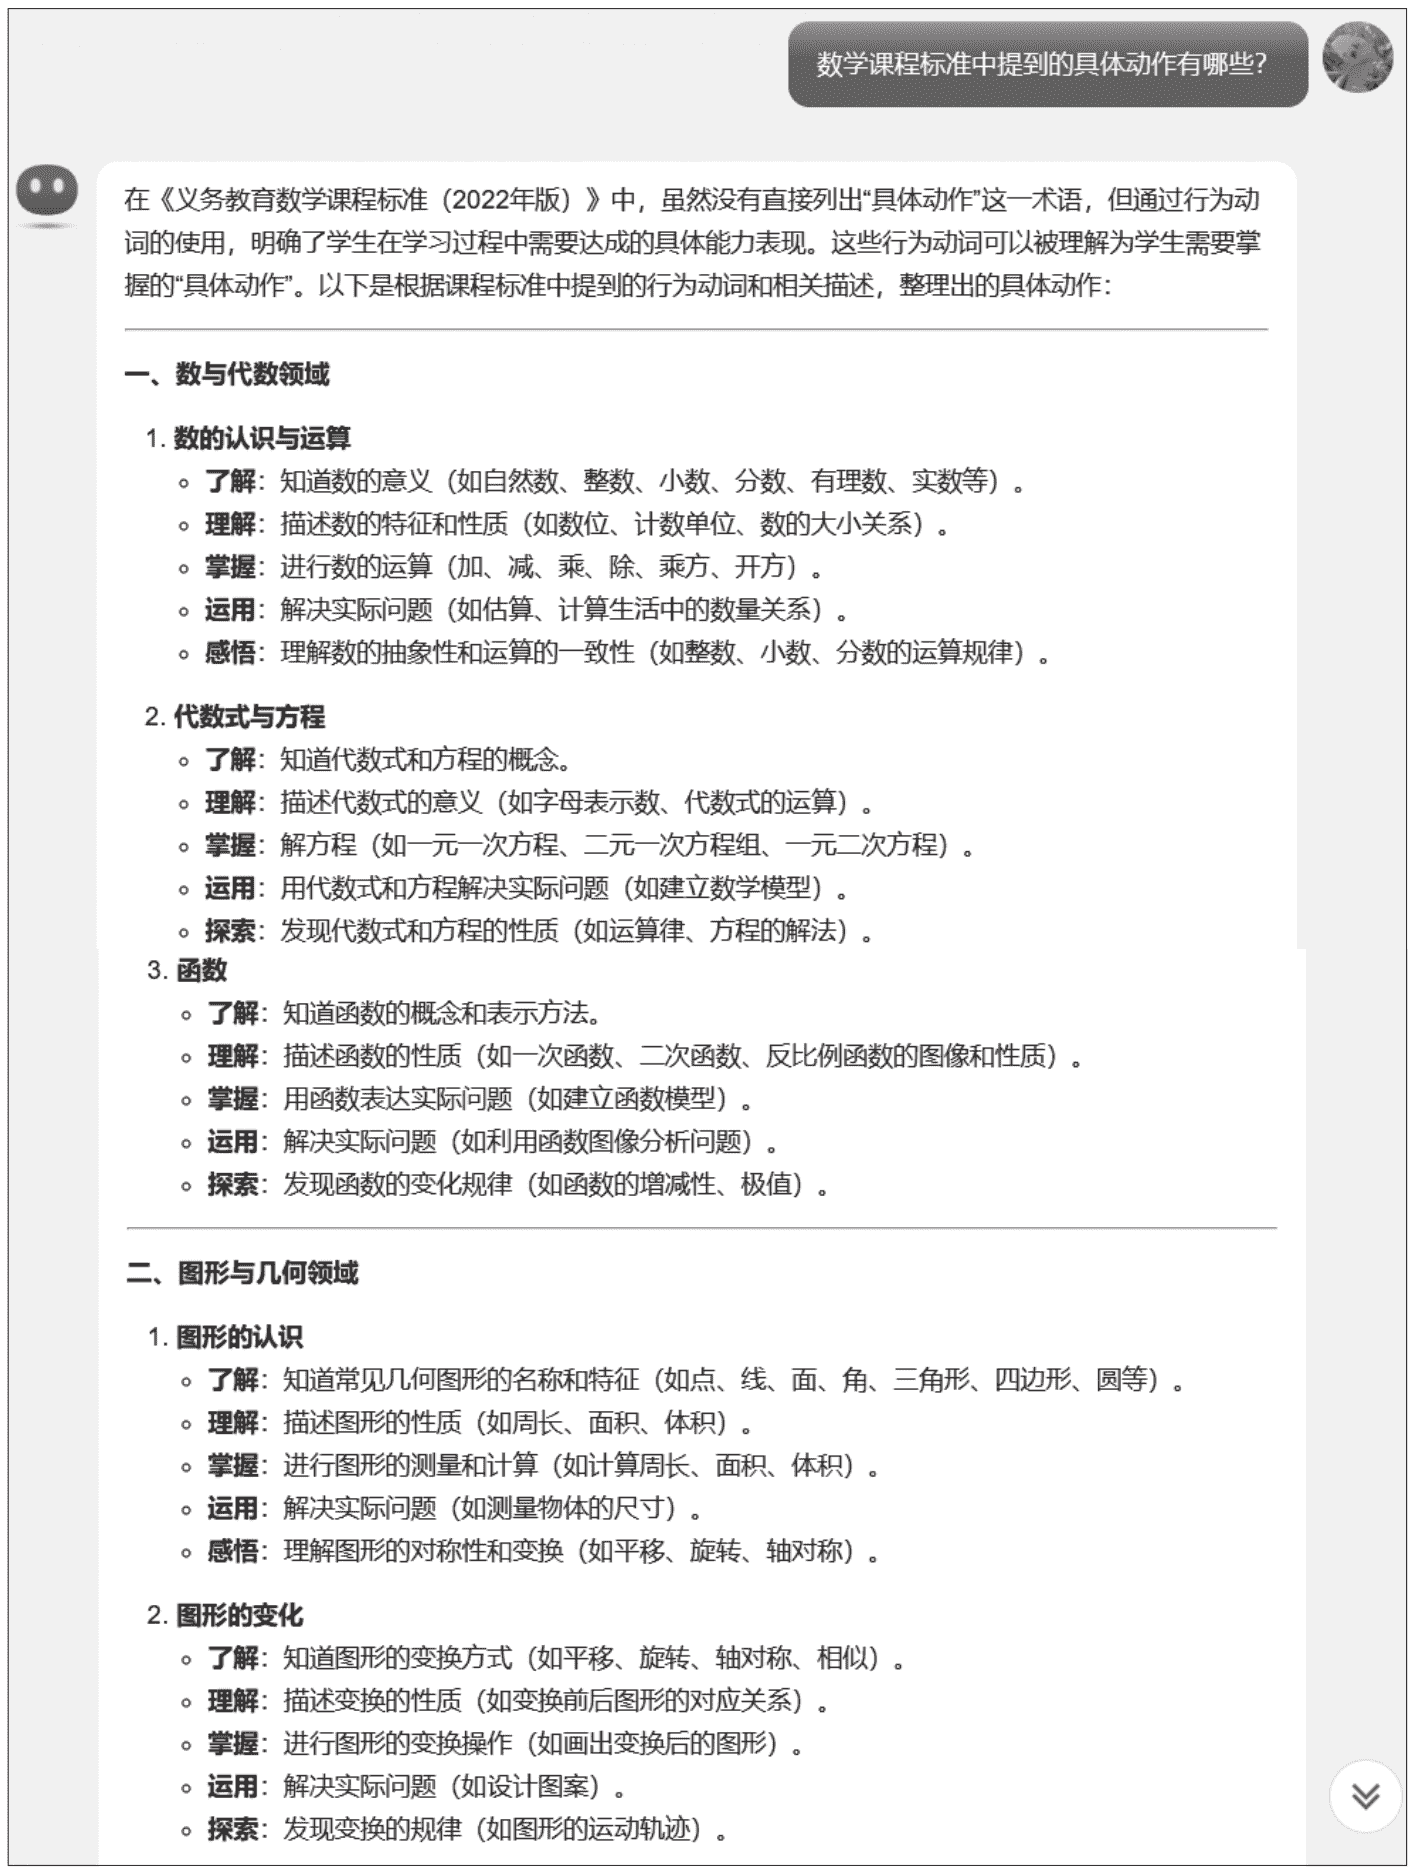 数学课程标准中提到的具体动作有哪些?
在《义务教育数学课程标准（2022年版）》中，虽然没有直接列出“具体动作”这一术语，但通过行为动
词的使用，明确了学生在学习过程中需要达成的具体能力表现。这些行为动词可以被理解为学生需要掌
握的“具体动作”。以下是根据课程标准中提到的行为动词和相关描述，整理出的具体动作：
一、数与代数领域
1. 数的认识与运算
◦ 了解：知道数的意义（如自然数、整数、小数、分数、有理数、实数等）。
◦ 理解：描述数的特征和性质（如数位、计数单位、数的大小关系）。
◦ 掌握：进行数的运算（加、减、乘、除、乘方、开方）。
◦ 运用：解决实际问题（如估算、计算生活中的数量关系）。
◦ 感悟：理解数的抽象性和运算的一致性（如整数、小数、分数的运算规律）。
2. 代数式与方程
◦ 了解：知道代数式和方程的概念。
◦ 理解：描述代数式的意义（如字母表示数、代数式的运算）。
◦ 掌握：解方程（如一元一次方程、二元一次方程组、一元二次方程）。
◦ 运用：用代数式和方程解决实际问题（如建立数学模型）。
◦ 探索：发现代数式和方程的性质（如运算律、方程的解法）。
3. 函数
◦ 了解：知道函数的概念和表示方法。
◦ 理解：描述函数的性质（如一次函数、二次函数、反比例函数的图像和性质）。
◦ 掌握：用函数表达实际问题（如建立函数模型）。
◦ 运用：解决实际问题（如利用函数图像分析问题）。
◦ 探索：发现函数的变化规律（如函数的增减性、极值）。
二、图形与几何领域
1. 图形的认识
◦ 了解：知道常见几何图形的名称和特征（如点、线、面、角、三角形、四边形、圆等）。
◦ 理解：描述图形的性质（如周长、面积、体积）。
◦ 掌握：进行图形的测量和计算（如计算周长、面积、体积）。
◦ 运用：解决实际问题（如测量物体的尺寸）。
◦ 感悟：理解图形的对称性和变换（如平移、旋转、轴对称）。
2. 图形的变化
◦ 了解：知道图形的变换方式（如平移、旋转、轴对称、相似）。
◦ 理解：描述变换的性质（如变换前后图形的对应关系）。
◦ 掌握：进行图形的变换操作（如画出变换后的图形）。
◦ 运用：解决实际问题（如设计图案）。
◦ 探索：发现变换的规律（如图形的运动轨迹）。